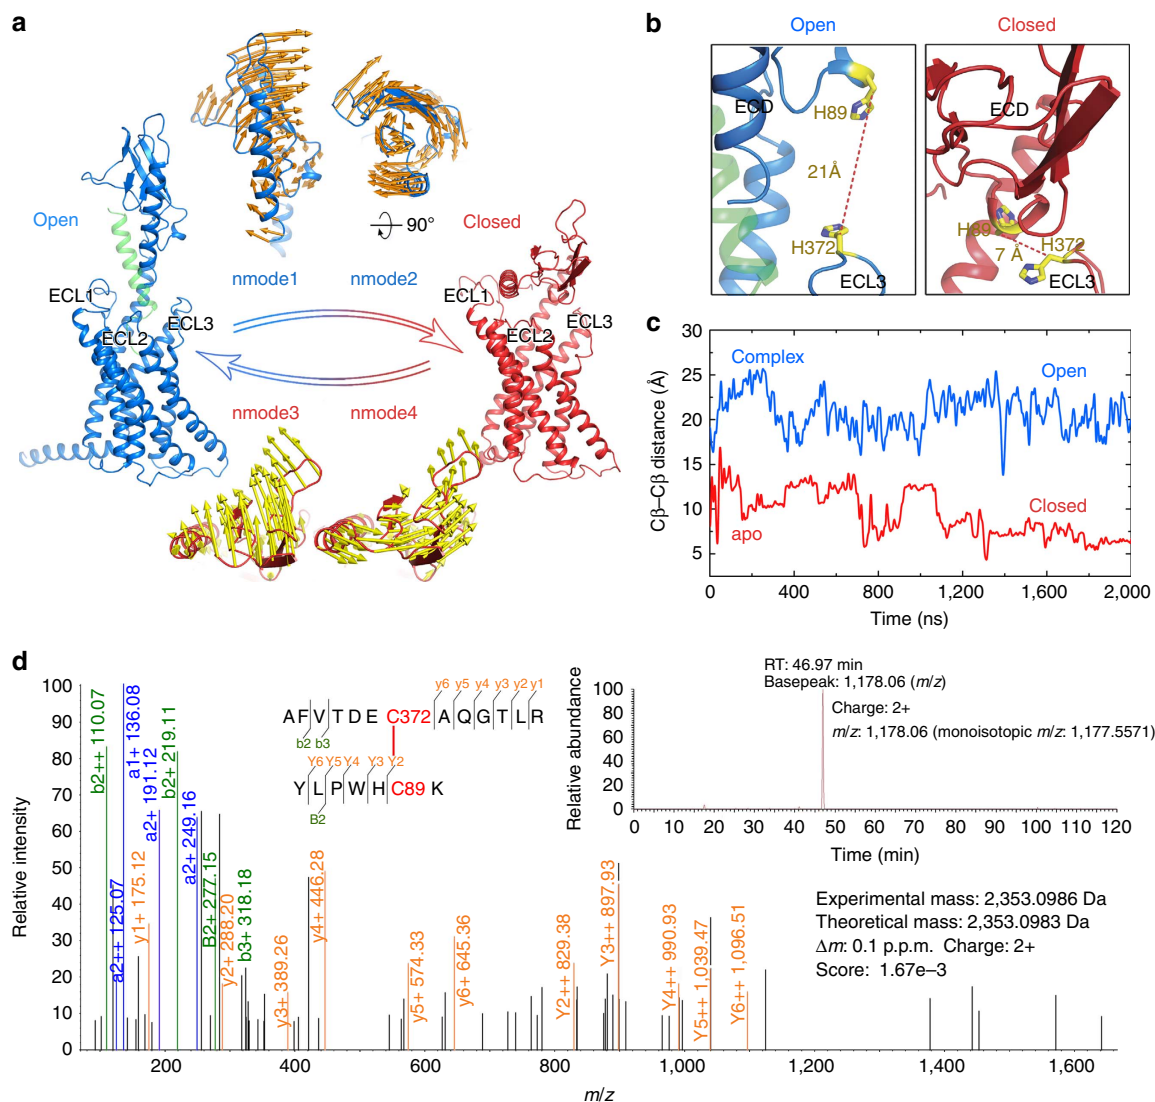 a
Open
ECL1
ECL2
ECL3
nmode1
nmode2
90°
Closed
ECL1
ECL2
ECL3
nmode3
nmode4
b
Open
Closed
ECD
H89
21Å
H372
ECL3
ECD
H89
H372
7 Å
ECL3
c
30
25
20
15
10
5
Cβ–Cβ distance (Å)
Complex
Open
apo
Closed
0
400
800
1,200
1,600
2,000
Time (ns)
d
100
90
80
70
60
50
40
30
20
10
0
Relative intensity
b2++ 110.07
a2++ 125.07
a1+ 136.08
y1+ 175.12
a2+ 191.12
b2+ 219.11
a2+ 249.16
B2+ 277.15
y2+ 288.20
b3+ 318.18
y3+ 389.26
y4+ 446.28
y5+ 574.33
y6+ 645.36
Y2++ 829.38
Y3++ 897.93
Y4++ 990.93
Y5++ 1,039.47
Y6++ 1,096.51
200
400
600
800
1,000
1,200
1,400
1,600
m/z
y6 y5 y4 y3 y2 y1
A F V T D E C372 A Q G T L R
b2 b3
Y6 Y5 Y4 Y3 Y2
Y L P W H C89 K
B2
RT: 46.97 min
Basepeak: 1,178.06 (m/z)
Charge: 2+
m/z: 1,178.06 (monoisotopic m/z: 1,177.5571)
100
80
60
40
20
0
Relative abundance
0 10 20 30 40 50 60 70 80 90 100 110 120
Time (min)
Experimental mass: 2,353.0986 Da
Theoretical mass: 2,353.0983 Da
Δm: 0.1 p.p.m. Charge: 2+
Score: 1.67e–3